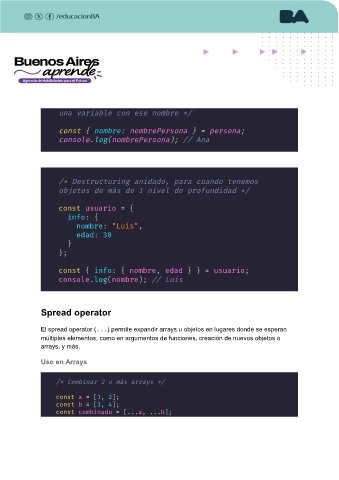 /educacionBA
BA
Buenos Aires
aprende
Agencia de Habilidades para el Futuro
una variable con ese nombre */
const { nombre: nombrePersona } = persona;
console.log(nombrePersona); // Ana
/* Destructuring anidado, para cuando tenemos
objetos de más de 1 nivel de profundidad */
const usuario = {
info: {
nombre: "Luis",
edad: 30
}
};
const { info: { nombre, edad } } = usuario;
console.log(nombre); // Luis
Spread operator
El spread operator (...) permite expandir arrays u objetos en lugares donde se esperan
múltiples elementos, como en argumentos de funciones, creación de nuevos objetos o
arrays, y más.
Uso en Arrays
/* Combinar 2 o más arrays */
const a = [1, 2];
const b = [3, 4];
const combinado = [...a, ...b];